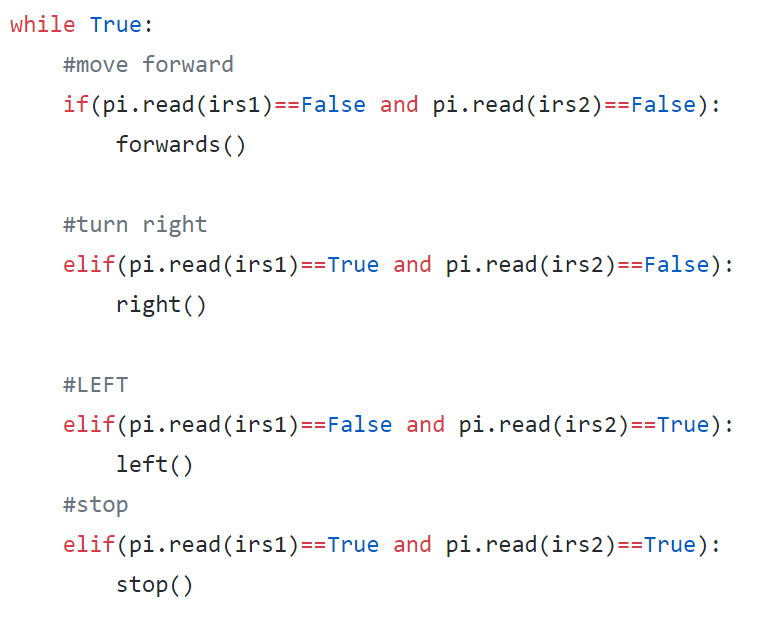 while True:
    #move forward
    if(pi.read(irs1)==False and pi.read(irs2)==False):
        forwards()

    #turn right
    elif(pi.read(irs1)==True and pi.read(irs2)==False):
        right()

    #LEFT
    elif(pi.read(irs1)==False and pi.read(irs2)==True):
        left()
    #stop
    elif(pi.read(irs1)==True and pi.read(irs2)==True):
        stop()